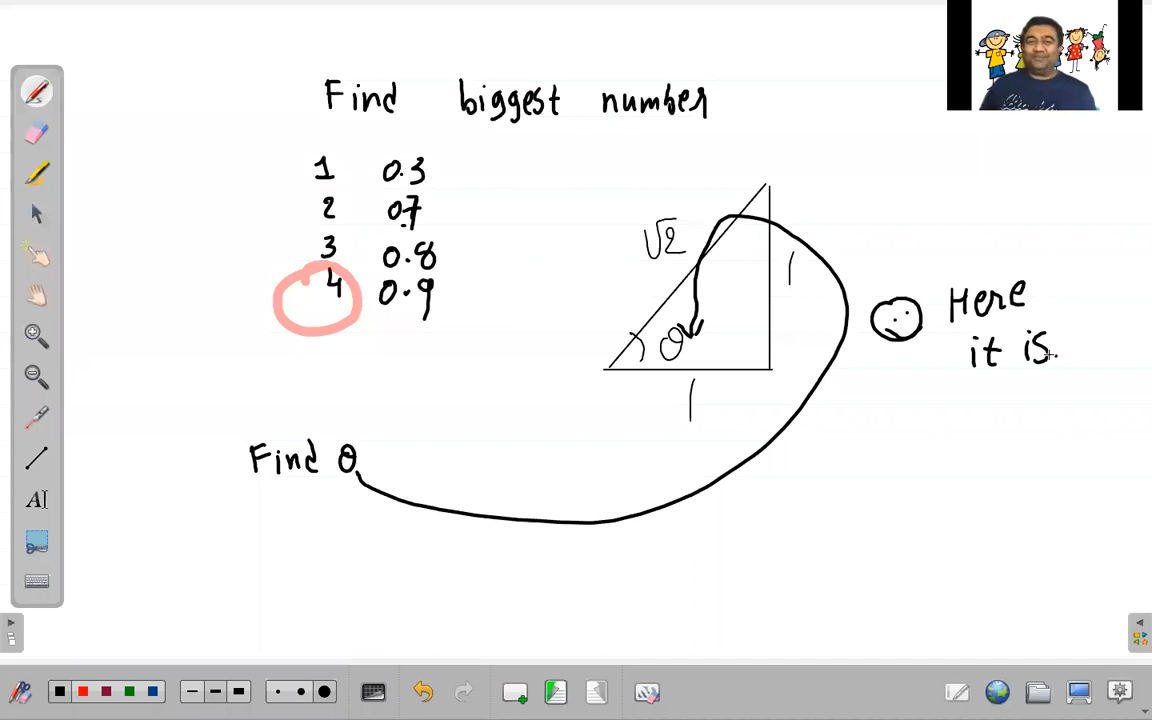 Find biggest number
1 0.3
2 0.7
3 0.8
4 0.9
√2
1
θ
1
Here
it is.
Find θ